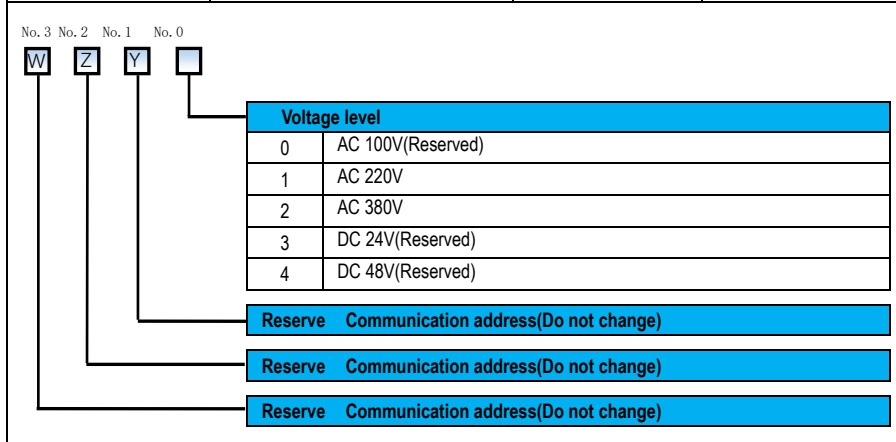 No.3 No.2 No.1 No.0
W Z Y
Voltage level
0 AC 100V(Reserved)
1 AC 220V
2 AC 380V
3 DC 24V(Reserved)
4 DC 48V(Reserved)
Reserve Communication address(Do not change)
Reserve Communication address(Do not change)
Reserve Communication address(Do not change)